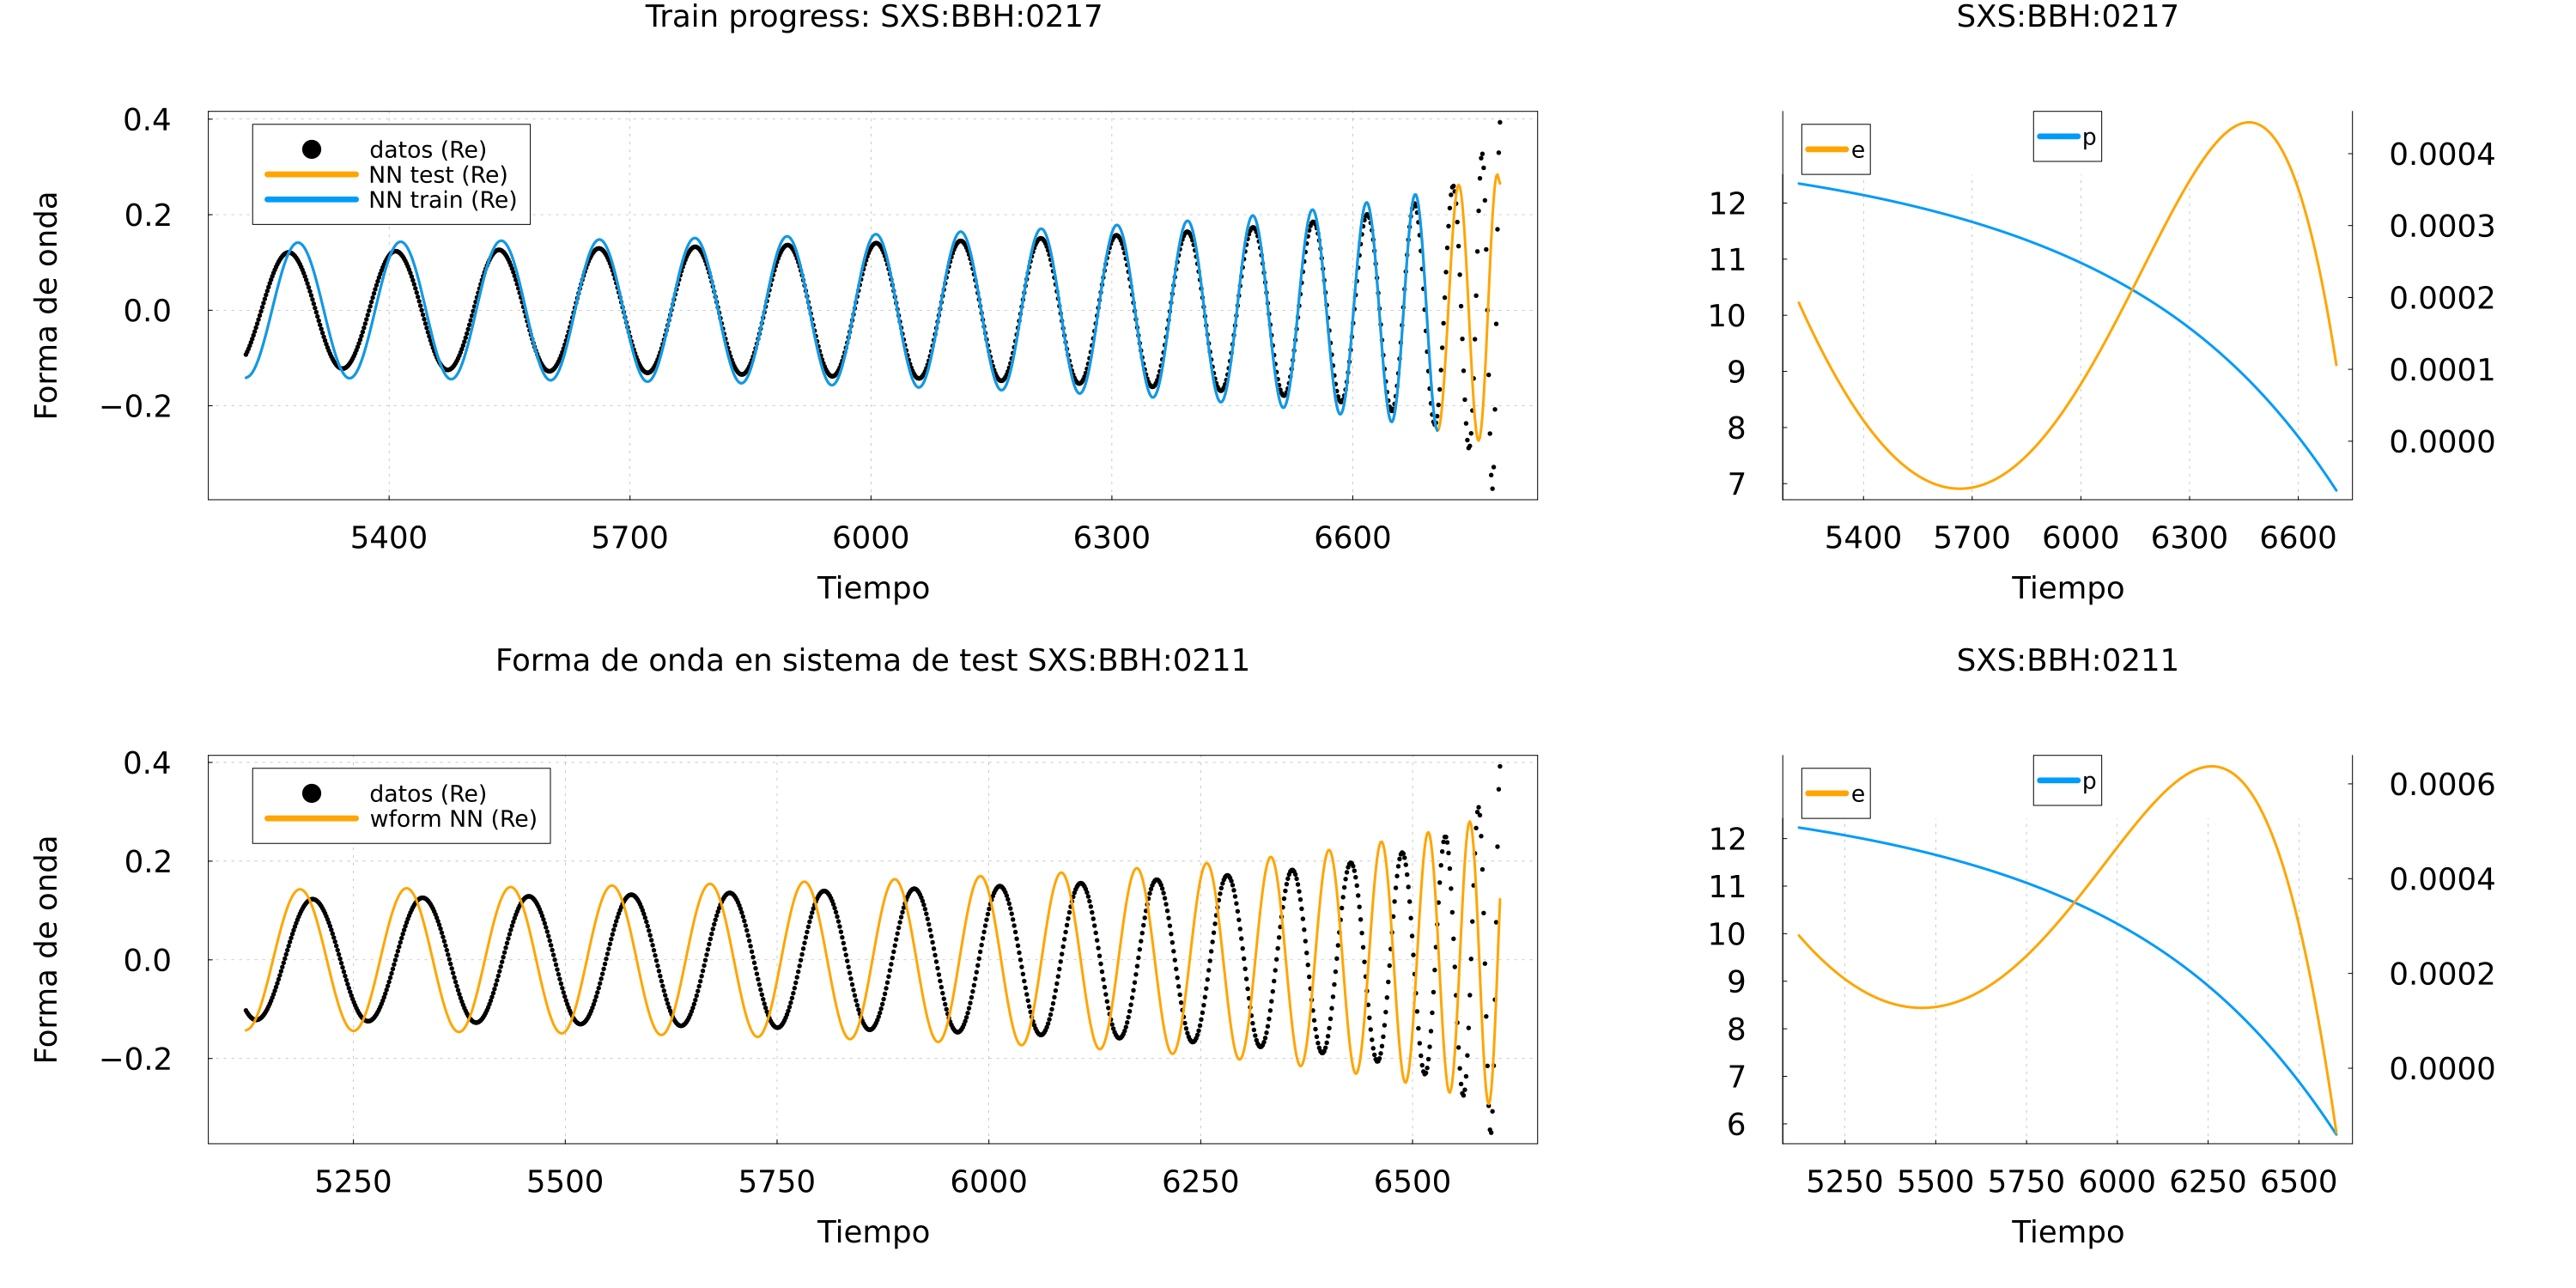 Train progress: SXS:BBH:0217
Forma de onda
0.4
0.2
0.0
−0.2
datos (Re)
NN test (Re)
NN train (Re)
5400 5700 6000 6300 6600
Tiempo
SXS:BBH:0217
12
11
10
9
8
7
e
p
0.0004
0.0003
0.0002
0.0001
0.0000
5400 5700 6000 6300 6600
Tiempo
Forma de onda en sistema de test SXS:BBH:0211
Forma de onda
0.4
0.2
0.0
−0.2
datos (Re)
wform NN (Re)
5250 5500 5750 6000 6250 6500
Tiempo
SXS:BBH:0211
12
11
10
9
8
7
6
e
p
0.0006
0.0004
0.0002
0.0000
5250 5500 5750 6000 6250 6500
Tiempo